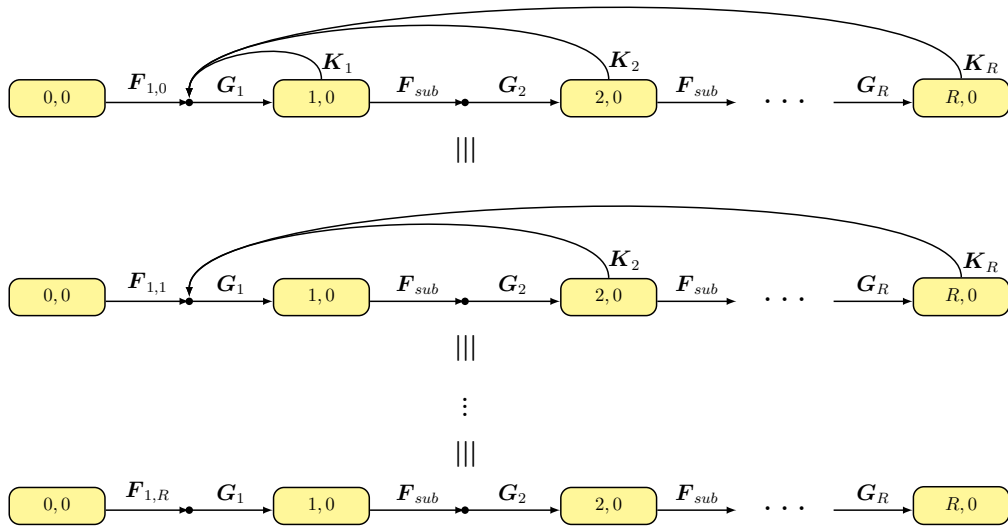 K_1 K_2 K_R
0,0 F_{1,0} G_1 1,0 F_{sub} G_2 2,0 F_{sub} · · · G_R R,0
|||
K_2 K_R
0,0 F_{1,1} G_1 1,0 F_{sub} G_2 2,0 F_{sub} · · · G_R R,0
|||
⋮
|||
0,0 F_{1,R} G_1 1,0 F_{sub} G_2 2,0 F_{sub} · · · G_R R,0